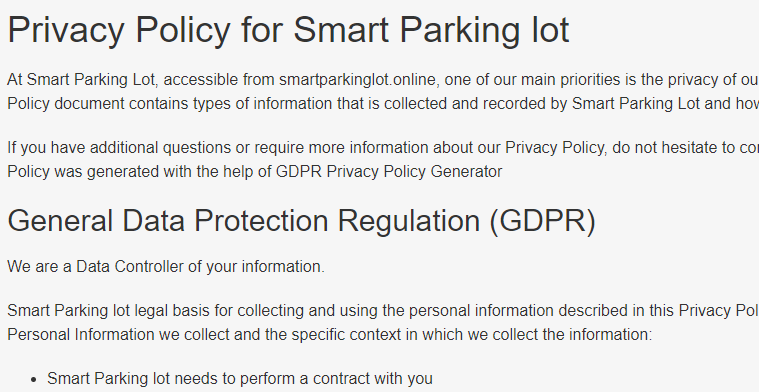 Privacy Policy for Smart Parking lot
At Smart Parking Lot, accessible from smartparkinglot.online, one of our main priorities is the privacy of ou
Policy document contains types of information that is collected and recorded by Smart Parking Lot and how
If you have additional questions or require more information about our Privacy Policy, do not hesitate to co
Policy was generated with the help of GDPR Privacy Policy Generator
General Data Protection Regulation (GDPR)
We are a Data Controller of your information.
Smart Parking lot legal basis for collecting and using the personal information described in this Privacy Pol
Personal Information we collect and the specific context in which we collect the information:
• Smart Parking lot needs to perform a contract with you